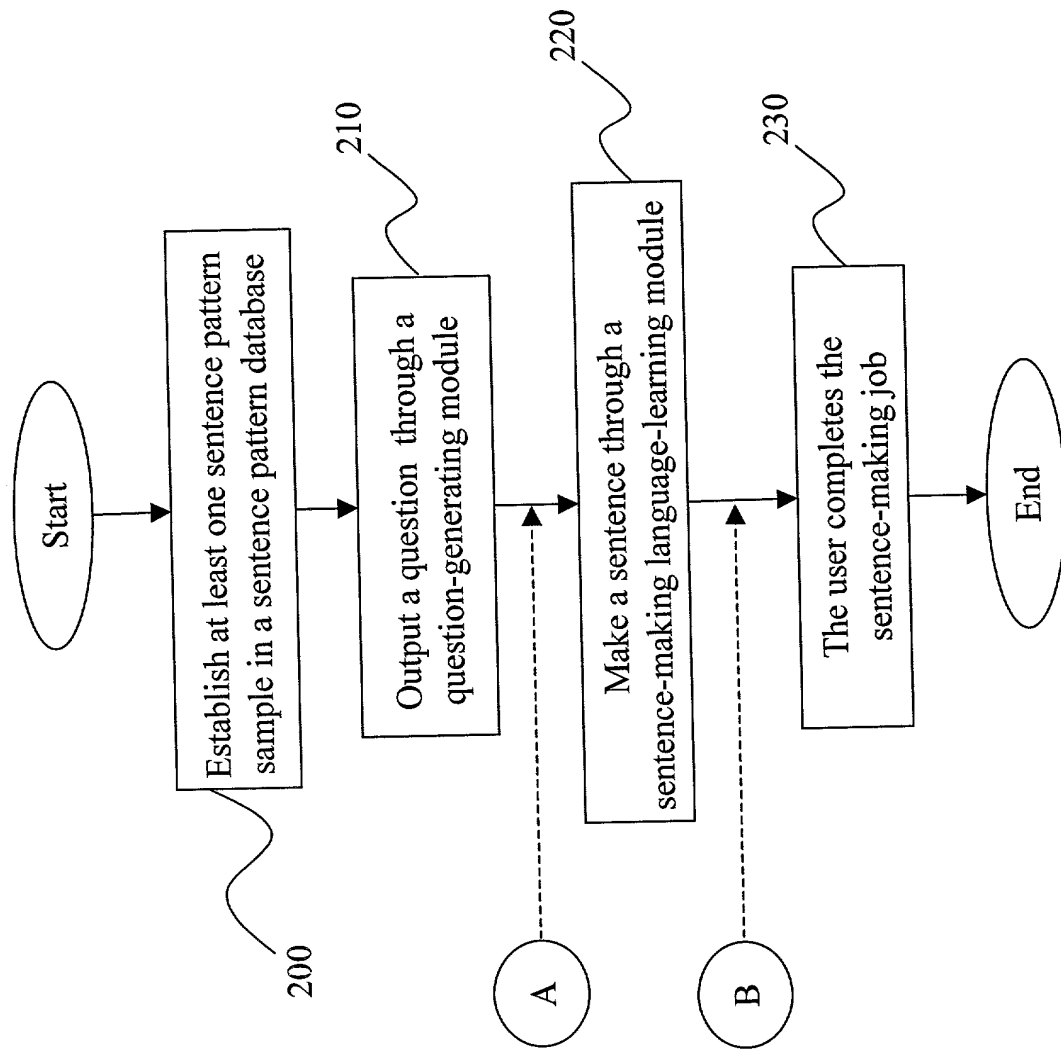 Start
Establish at least one sentence pattern
sample in a sentence pattern database
200
Output a question through a
question-generating module
210
A
Make a sentence through a
sentence-making language-learning module
220
B
The user completes the
sentence-making job
230
End